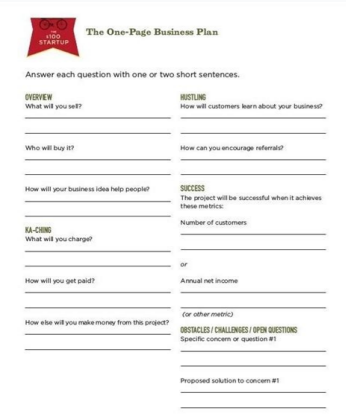 THE
$100
STARTUP
The One-Page Business Plan
Answer each question with one or two short sentences.
OVERVIEW
What will you sell?
Who will buy it?
How will your business idea help people?
KA-CHING
What will you charge?
How will you get paid?
How else will you make money from this project?
HUSTLING
How will customers learn about your business?
How can you encourage referrals?
SUCCESS
The project will be successful when it achieves
these metrics:
Number of customers
or
Annual net income
(or other metric)
OBSTACLES / CHALLENGES / OPEN QUESTIONS
Specific concern or question #1
Proposed solution to concern #1